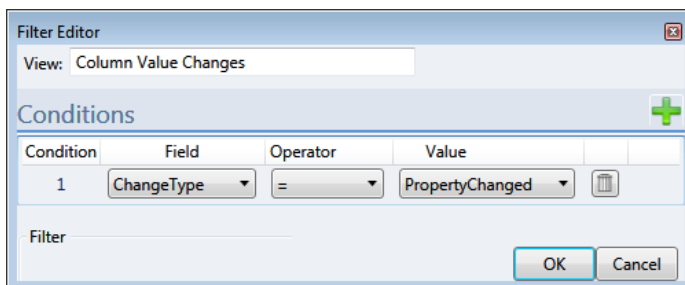 Filter Editor
View: Column Value Changes
Conditions
Condition Field Operator Value
1 ChangeType = PropertyChanged
Filter
OK Cancel